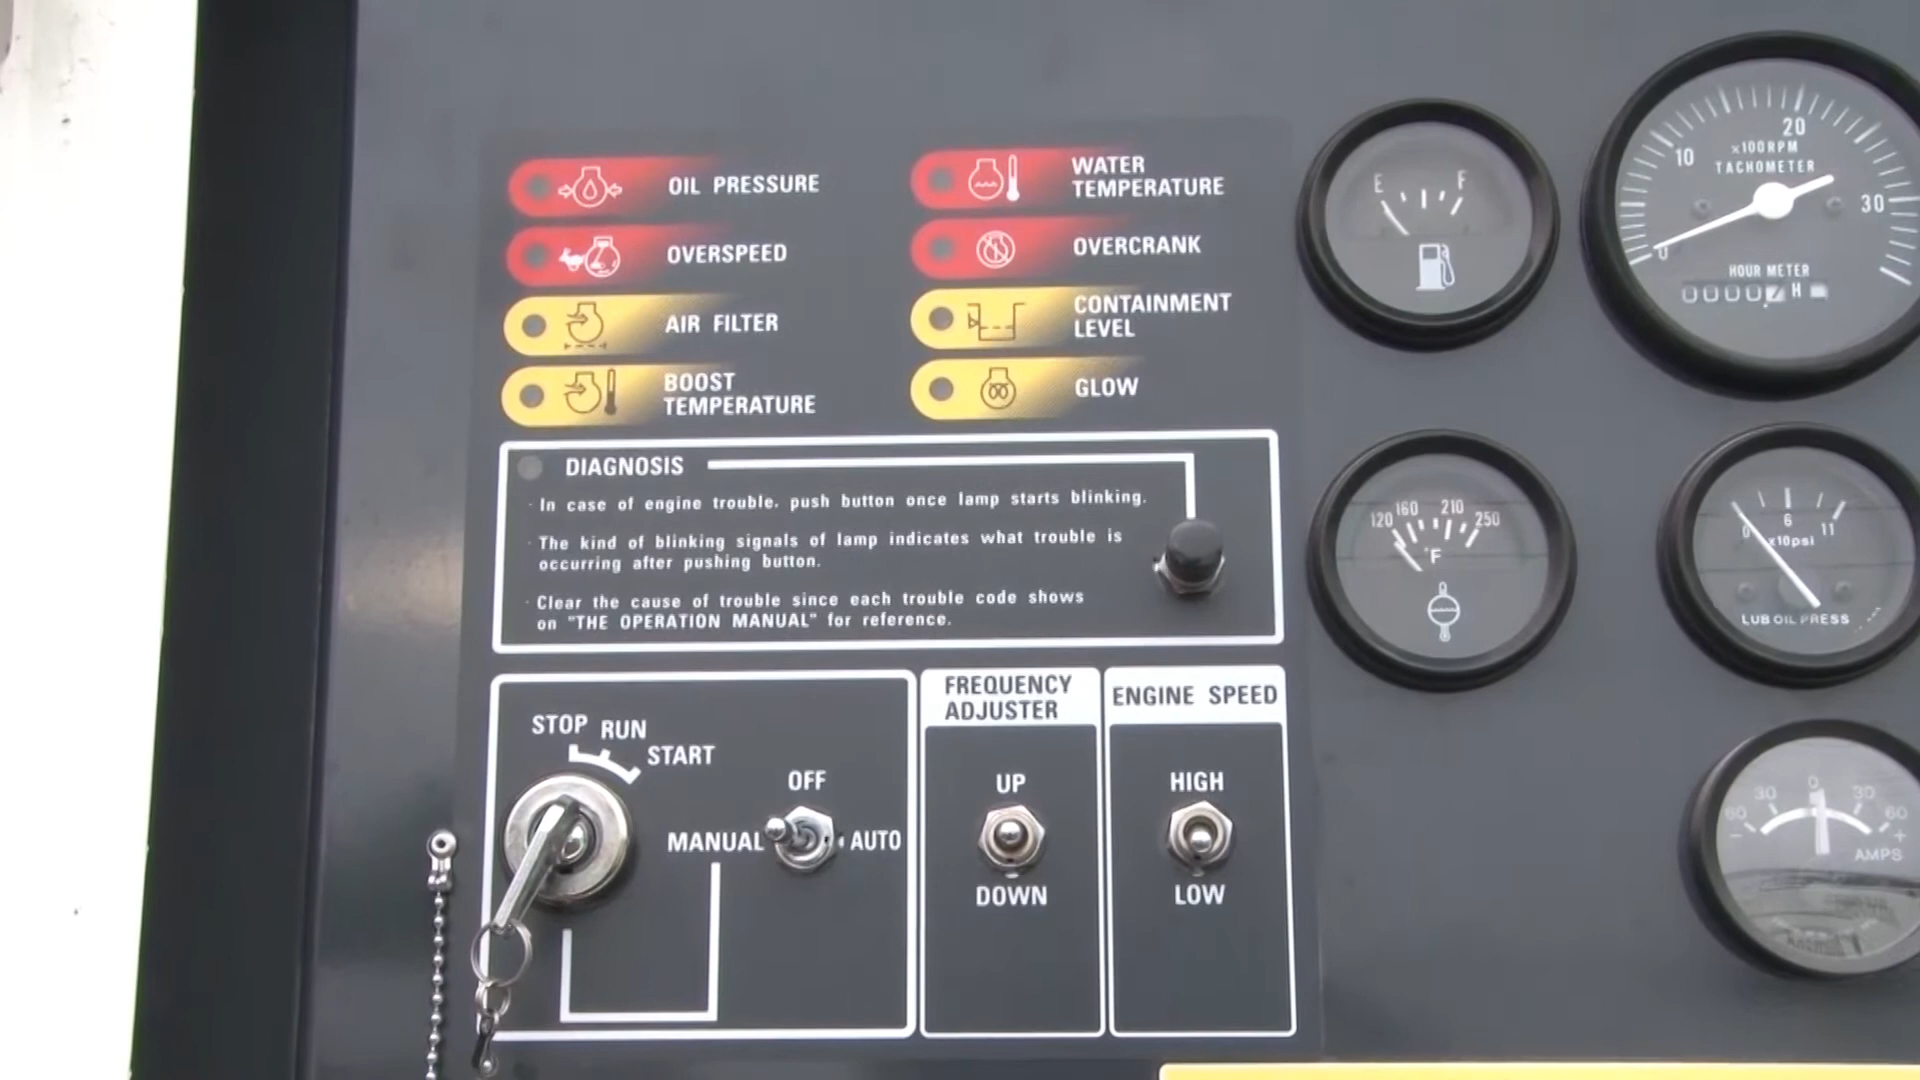 OIL PRESSURE
WATER
TEMPERATURE
OVERSPEED
OVERCRANK
AIR FILTER
CONTAINMENT
LEVEL
BOOST
TEMPERATURE
GLOW
DIAGNOSIS
· In case of engine trouble, push button once lamp starts blinking.
· The kind of blinking signals of lamp indicates what trouble is
occurring after pushing button.
· Clear the cause of trouble since each trouble code shows
on "THE OPERATION MANUAL" for reference.
STOP RUN
START
OFF
MANUAL AUTO
FREQUENCY
ADJUSTER
UP
DOWN
ENGINE SPEED
HIGH
LOW
E F
0 10 20 30
x100RPM
TACHOMETER
HOUR METER
0000 H
120 160 210 250
°F
0 6 11
x10psi
LUB OIL PRESS
60 30 0 30 60
- +
AMPS